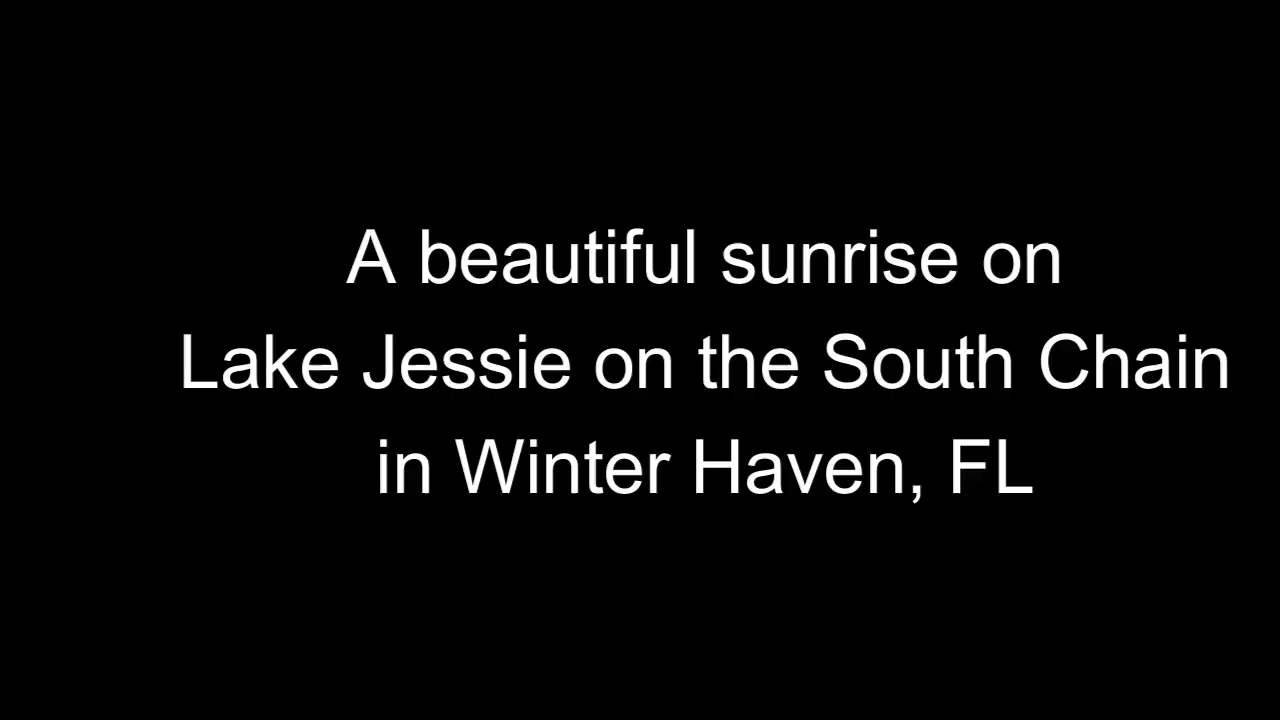 A beautiful sunrise on
Lake Jessie on the South Chain
in Winter Haven, FL